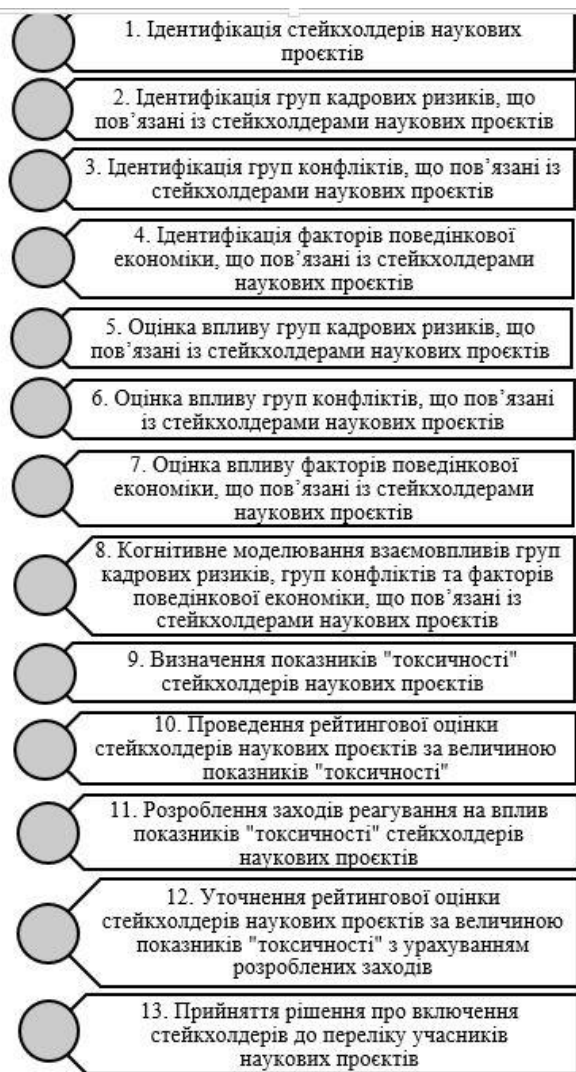 1. Ідентифікація стейкхолдерів наукових
проєктів
2. Ідентифікація груп кадрових ризиків, що
пов’язані із стейкхолдерами наукових проєктів
3. Ідентифікація груп конфліктів, що пов’язані із
стейкхолдерами наукових проєктів
4. Ідентифікація факторів поведінкової
економіки, що пов’язані із стейкхолдерами
наукових проєктів
5. Оцінка впливу груп кадрових ризиків, що
пов’язані із стейкхолдерами наукових проєктів
6. Оцінка впливу груп конфліктів, що пов’язані
із стейкхолдерами наукових проєктів
7. Оцінка впливу факторів поведінкової
економіки, що пов’язані із стейкхолдерами
наукових проєктів
8. Когнітивне моделювання взаємовпливів груп
кадрових ризиків, груп конфліктів та факторів
поведінкової економіки, що пов’язані із
стейкхолдерами наукових проєктів
9. Визначення показників "токсичності"
стейкхолдерів наукових проєктів
10. Проведення рейтингової оцінки
стейкхолдерів наукових проєктів за величиною
показників "токсичності"
11. Розроблення заходів реагування на вплив
показників "токсичності" стейкхолдерів
наукових проєктів
12. Уточнення рейтингової оцінки
стейкхолдерів наукових проєктів за величиною
показників "токсичності" з урахуванням
розроблених заходів
13. Прийняття рішення про включення
стейкхолдерів до переліку учасників
наукових проєктів